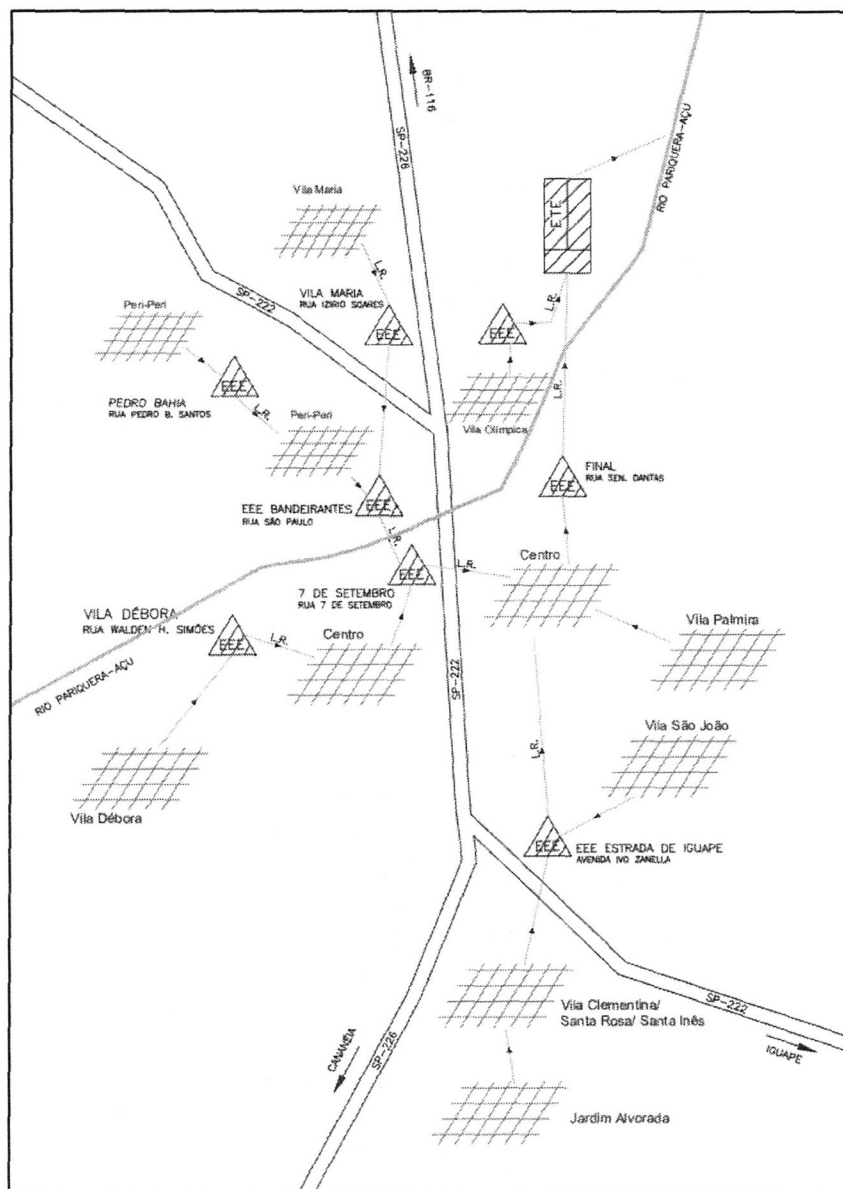 BR-116
SP-226
RIO PARIQUERA-AÇU
ETE
Vila Maria
L.R.
VILA MARIA
RUA IZIRIO SOARES
EEE
SP-222
Peri-Peri
EEE
L.R.
PEDRO BAHIA
RUA PEDRO B. SANTOS
Peri-Peri
EEE
L.R.
Vila Olímpica
L.R.
FINAL
RUA SEN. DANTAS
EEE
EEE BANDEIRANTES
RUA SÃO PAULO
EEE
L.R.
7 DE SETEMBRO
RUA 7 DE SETEMBRO
EEE
L.R.
Centro
VILA DÉBORA
RUA WALDEN H. SIMÕES
EEE
L.R.
Centro
Vila Palmira
RIO PARIQUERA-AÇU
SP-222
Vila São João
L.R.
Vila Débora
EEE
EEE ESTRADA DE IGUAPE
AVENIDA IVO ZANELLA
Vila Clementina/
Santa Rosa/ Santa Inês
SP-222
IGUAPE
CANANÉIA
SP-226
Jardim Alvorada